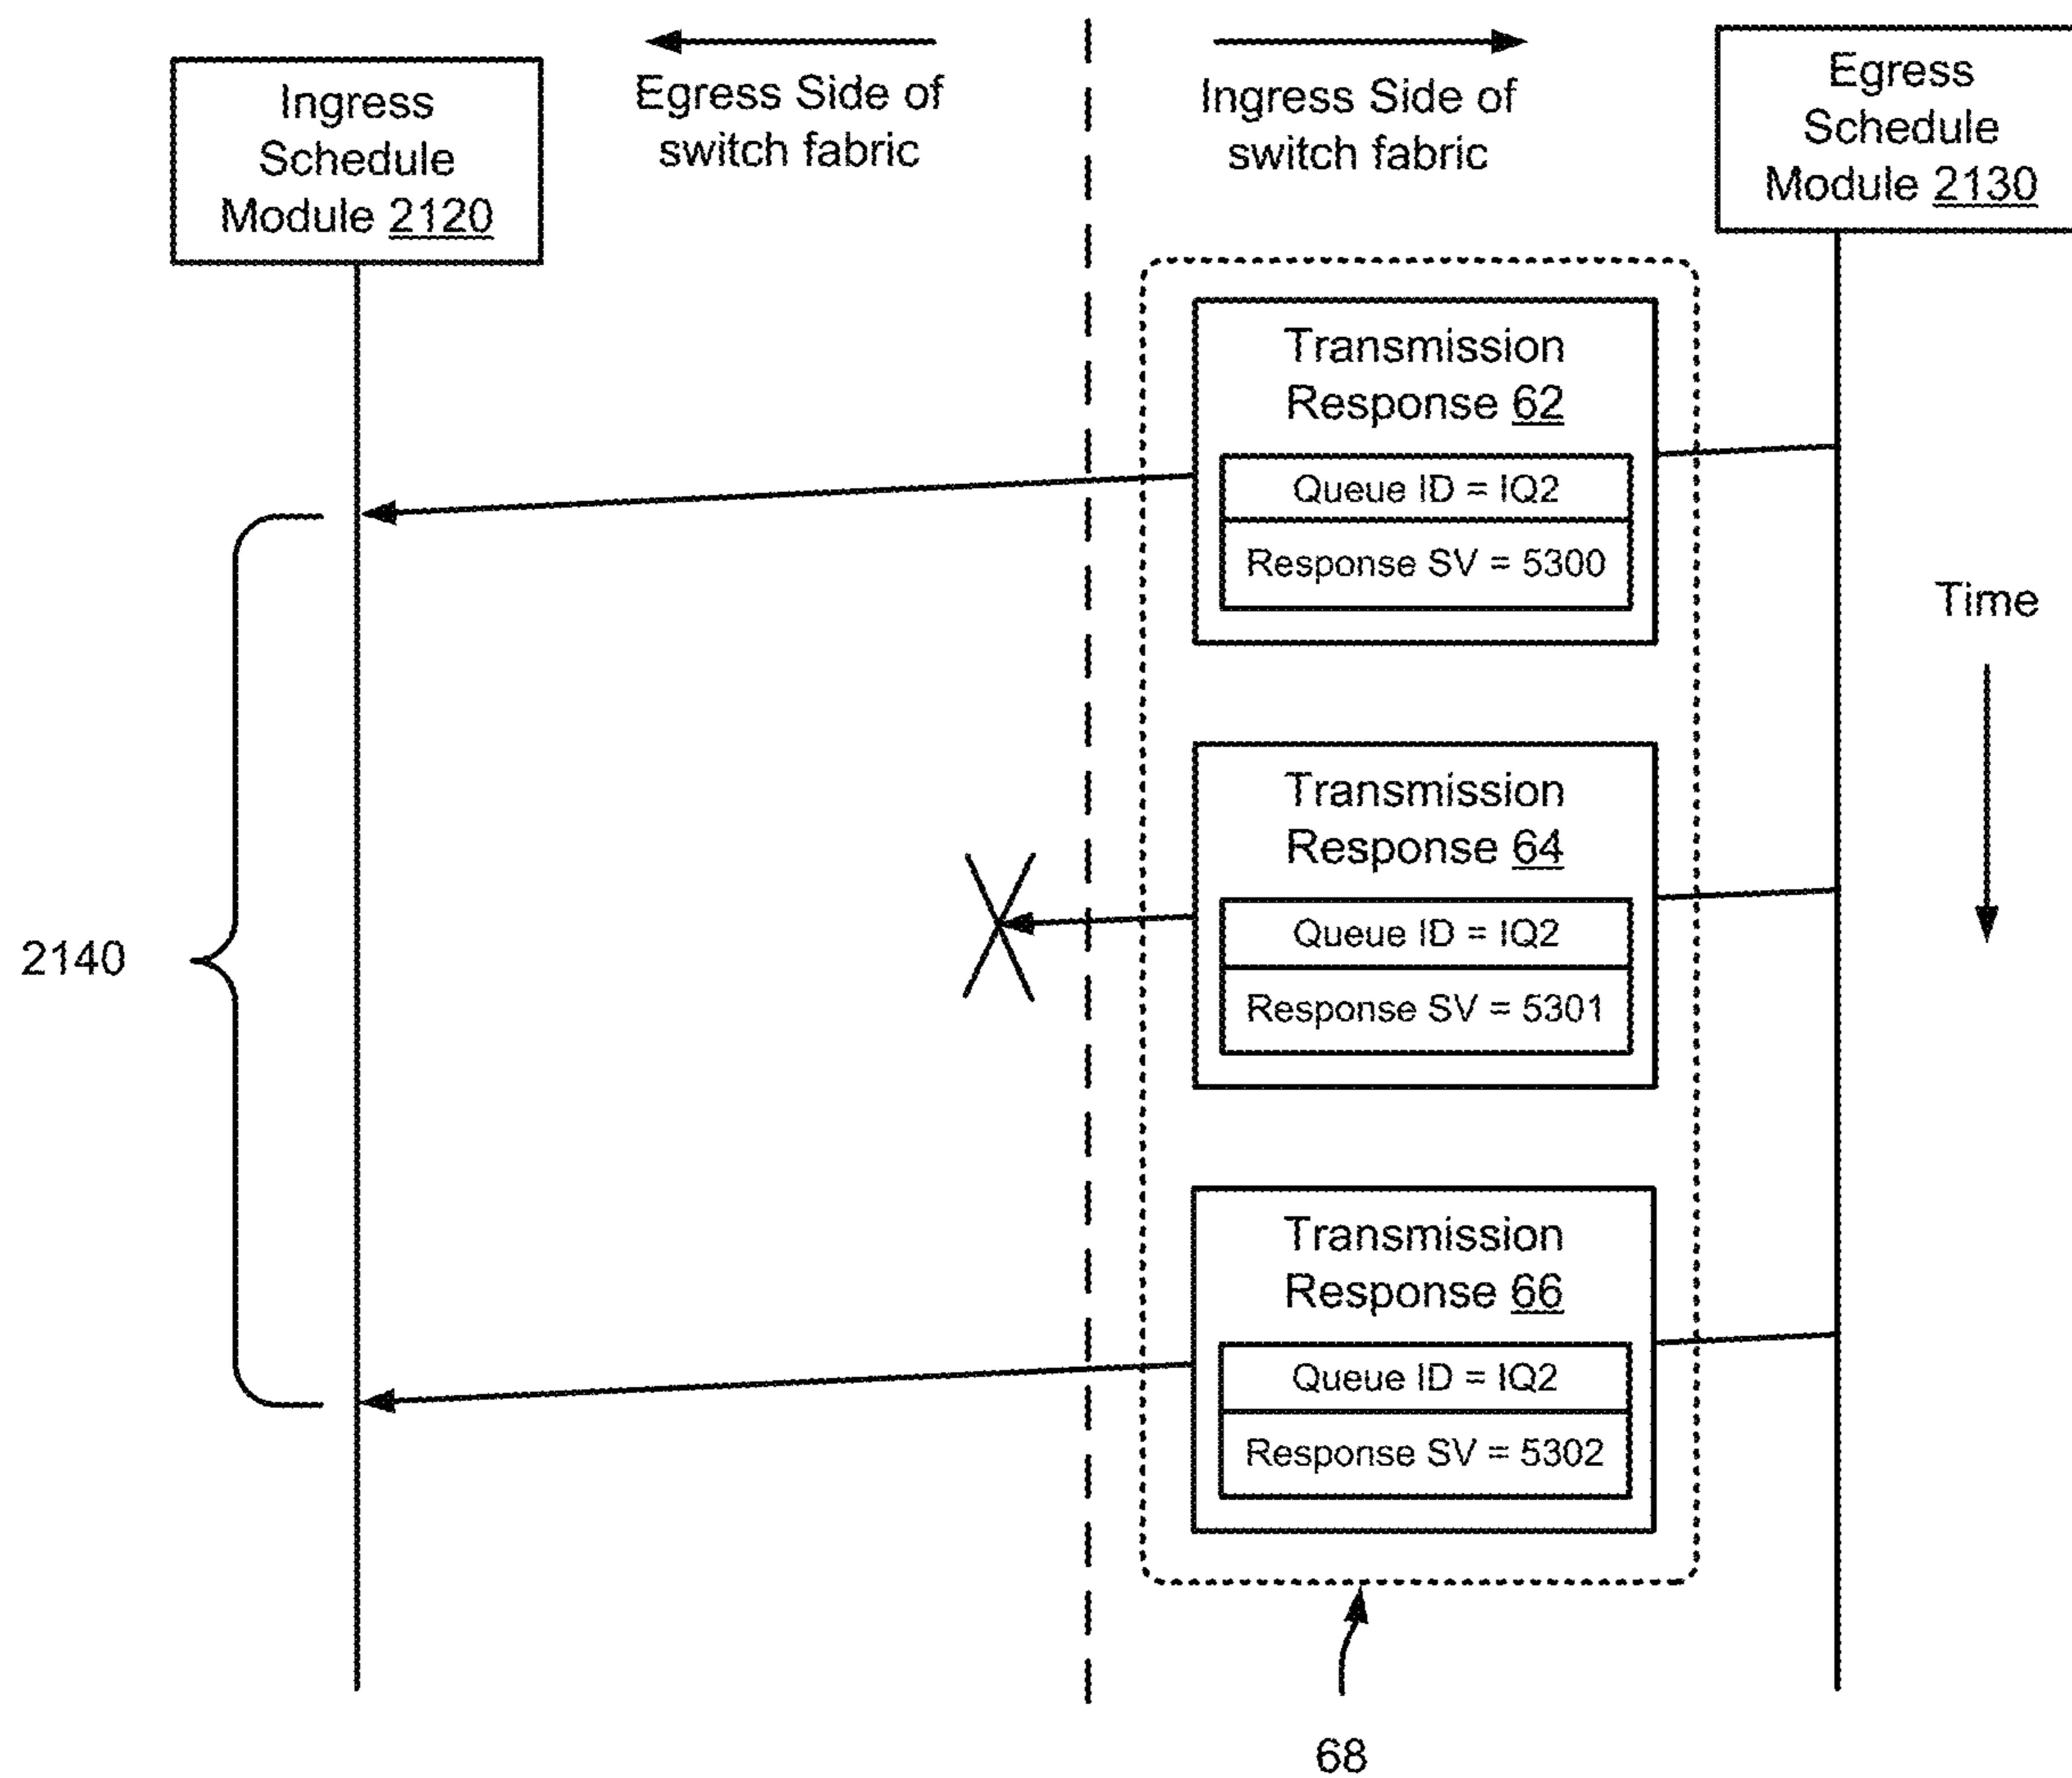 Ingress
Schedule
Module 2120
Egress Side of
switch fabric
Ingress Side of
switch fabric
Egress
Schedule
Module 2130
Transmission
Response 62
Queue ID = IQ2
Response SV = 5300
Time
Transmission
Response 64
Queue ID = IQ2
Response SV = 5301
2140
Transmission
Response 66
Queue ID = IQ2
Response SV = 5302
68